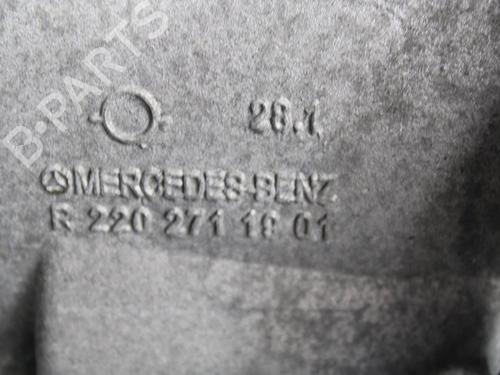 B-PARTS
28.1
MERCEDES-BENZ
R 220 271 19 01